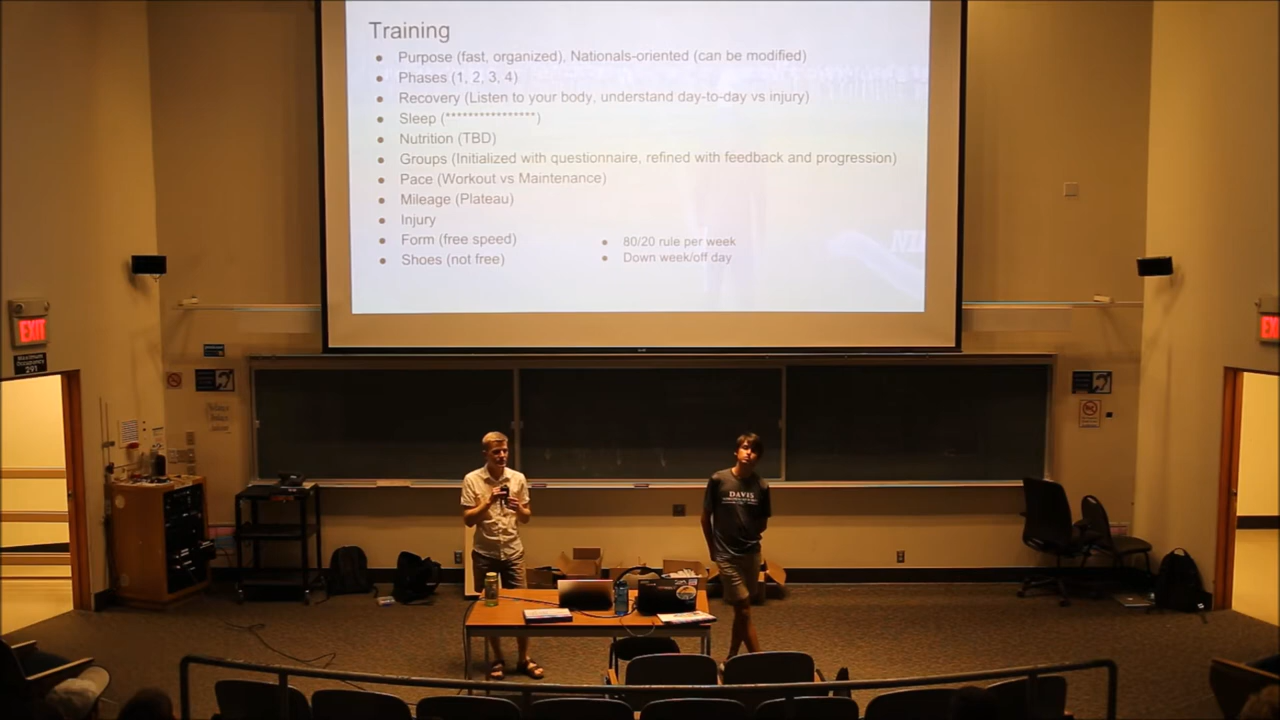 Training
• Purpose (fast, organized), Nationals-oriented (can be modified)
• Phases (1, 2, 3, 4)
• Recovery (Listen to your body, understand day-to-day vs injury)
• Sleep (****************)
• Nutrition (TBD)
• Groups (Initialized with questionnaire, refined with feedback and progression)
• Pace (Workout vs Maintenance)
• Mileage (Plateau)
• Injury
• Form (free speed)
• Shoes (not free)
• 80/20 rule per week
• Down week/off day
EXIT
Maximum
Occupancy
291
DAVIS